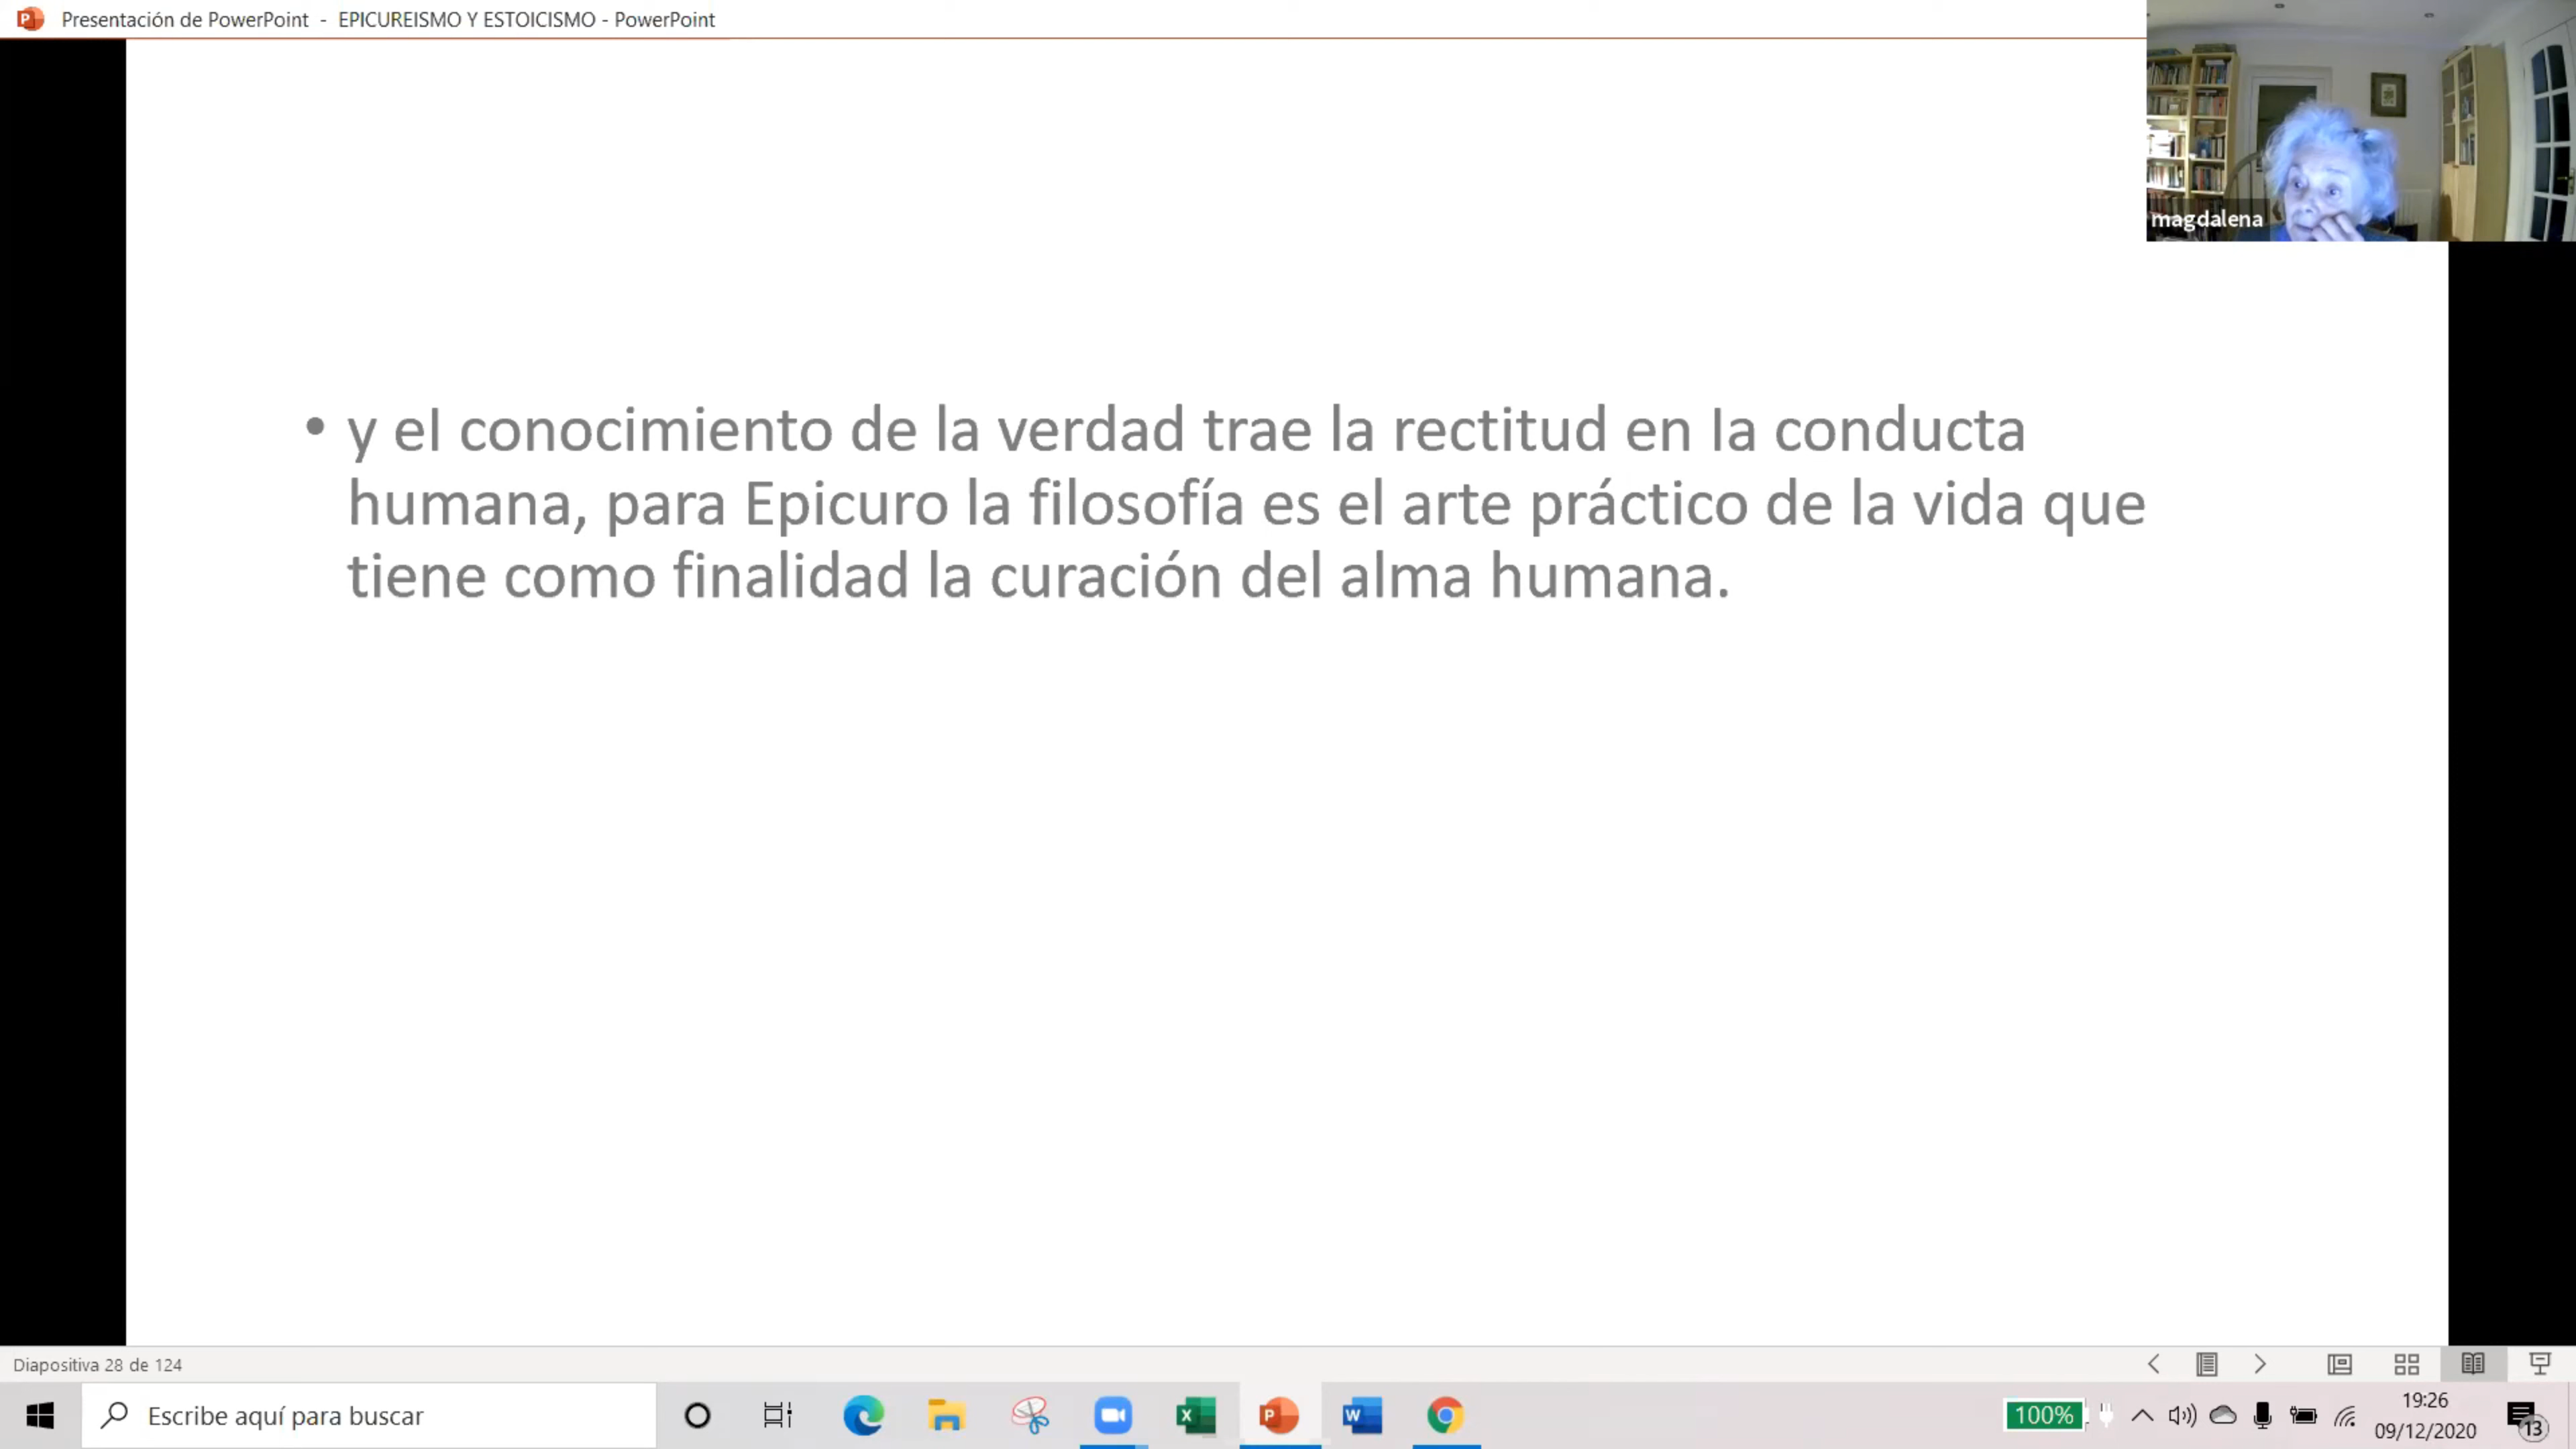 Presentación de PowerPoint - EPICUREISMO Y ESTOICISMO - PowerPoint
magdalena
• y el conocimiento de la verdad trae la rectitud en la conducta
humana, para Epicuro la filosofía es el arte práctico de la vida que
tiene como finalidad la curación del alma humana.
Diapositiva 28 de 124
Escribe aquí para buscar
100%
19:26
09/12/2020
13